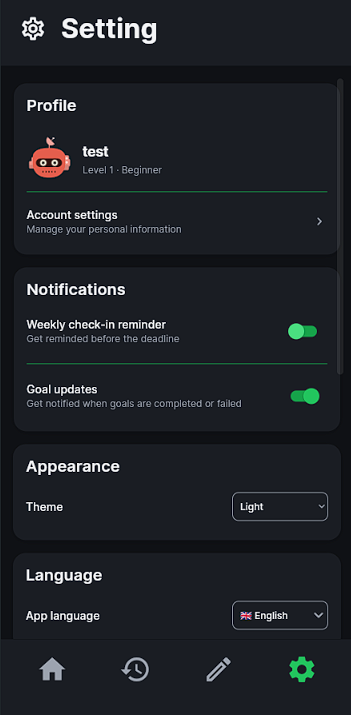 Setting
Profile
test
Level 1 · Beginner
Account settings
Manage your personal information
Notifications
Weekly check-in reminder
Get reminded before the deadline
Goal updates
Get notified when goals are completed or failed
Appearance
Theme
Light
Language
App language
🇬🇧 English